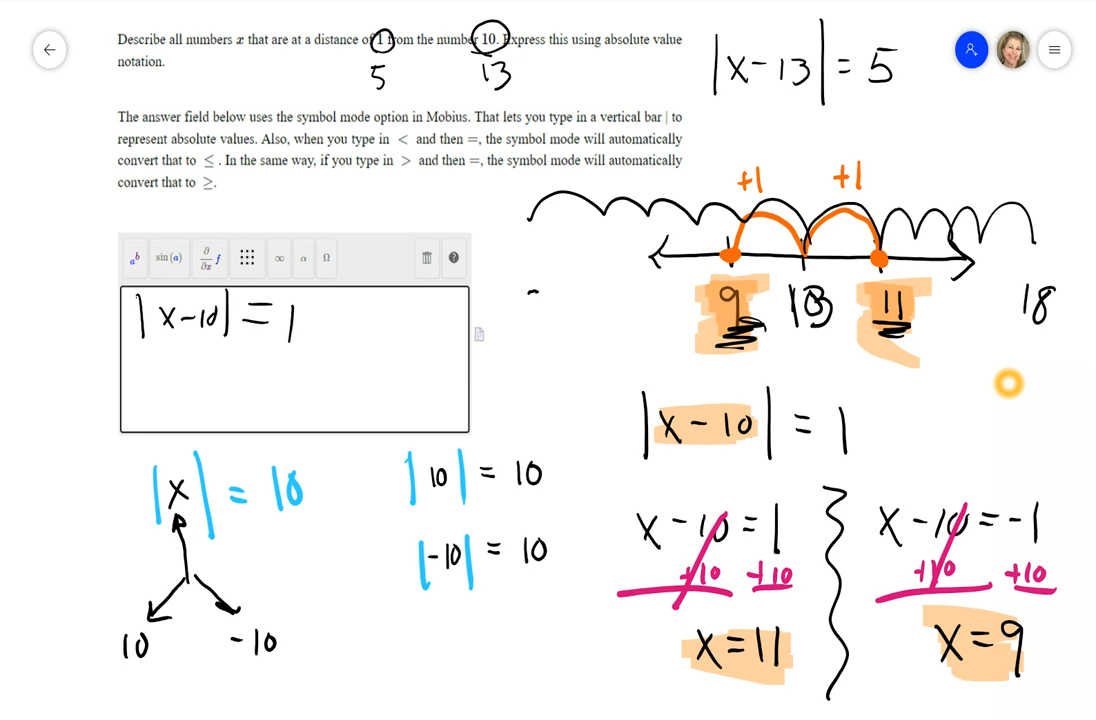 Describe all numbers x that are at a distance of 1 from the number 10. Express this using absolute value
notation.
5
13
|x-13| = 5
The answer field below uses the symbol mode option in Mobius. That lets you type in a vertical bar | to
represent absolute values. Also, when you type in < and then =, the symbol mode will automatically
convert that to ≤. In the same way, if you type in > and then =, the symbol mode will automatically
convert that to ≥.
+1
+1
a^b sin(a) ∂/∂x f ∞ α Ω ?
9
11
18
|x-10| = 1
|x-10| = 1
|x| = 10
|10| = 10
|-10| = 10
10
-10
x-10 = 1
+10 +10
x = 11
x-10 = -1
+10 +10
x = 9